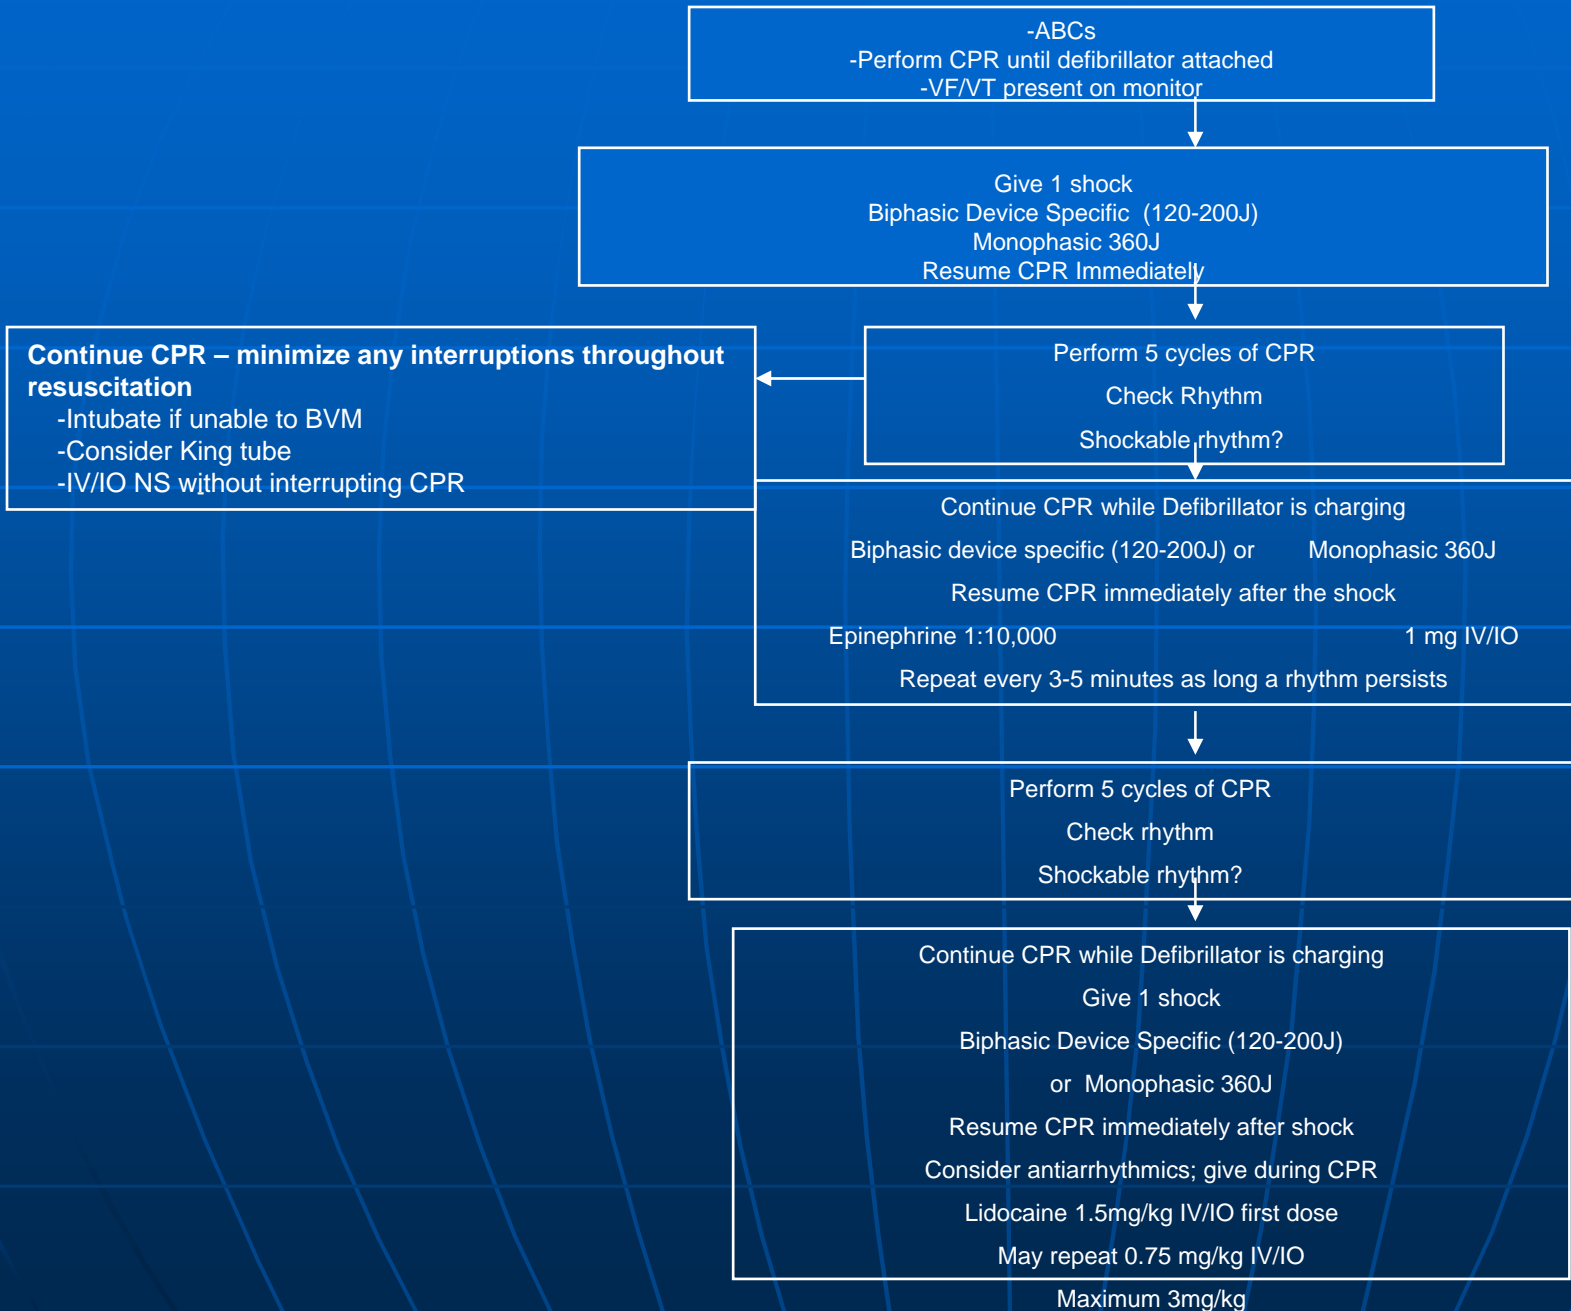 -ABCs
-Perform CPR until defibrillator attached
-VF/VT present on monitor
Give 1 shock
Biphasic Device Specific (120-200J)
Monophasic 360J
Resume CPR Immediately
Continue CPR – minimize any interruptions throughout
resuscitation
-Intubate if unable to BVM
-Consider King tube
-IV/IO NS without interrupting CPR
Perform 5 cycles of CPR
Check Rhythm
Shockable rhythm?
Continue CPR while Defibrillator is charging
Biphasic device specific (120-200J) or Monophasic 360J
Resume CPR immediately after the shock
Epinephrine 1:10,000 1 mg IV/IO
Repeat every 3-5 minutes as long a rhythm persists
Perform 5 cycles of CPR
Check rhythm
Shockable rhythm?
Continue CPR while Defibrillator is charging
Give 1 shock
Biphasic Device Specific (120-200J)
or Monophasic 360J
Resume CPR immediately after shock
Consider antiarrhythmics; give during CPR
Lidocaine 1.5mg/kg IV/IO first dose
May repeat 0.75 mg/kg IV/IO
Maximum 3mg/kg